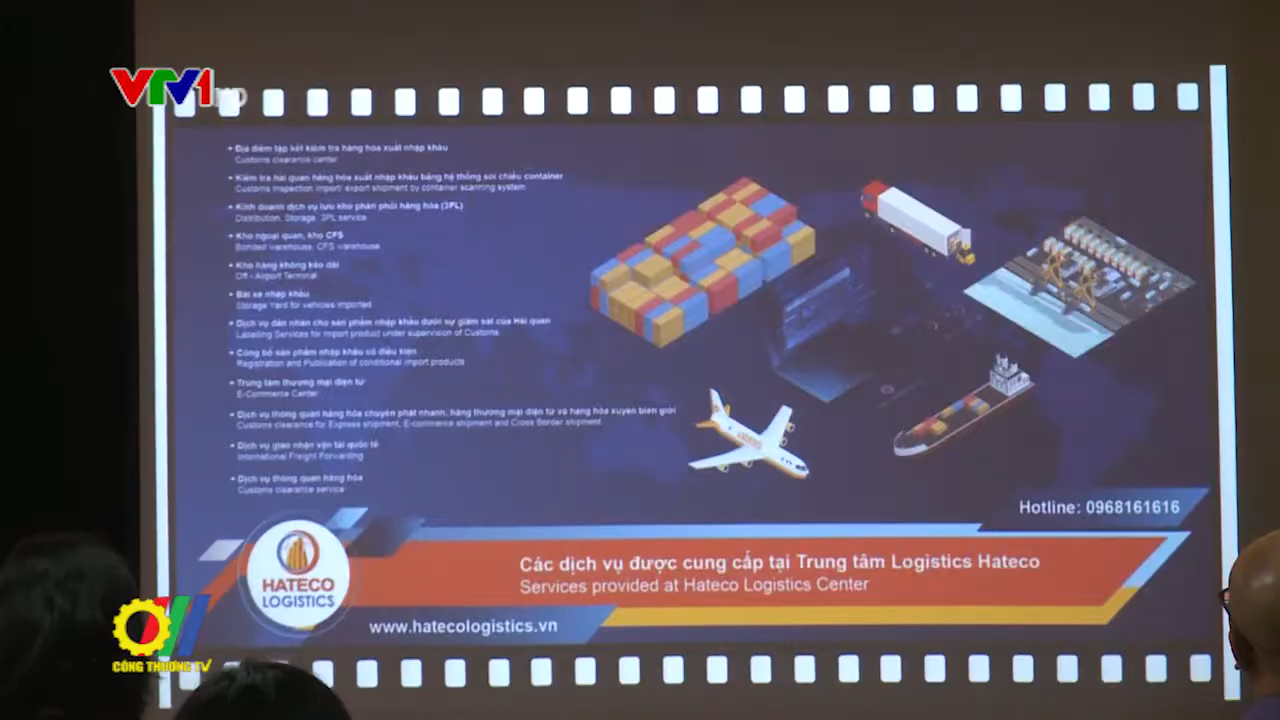 VTV1
HD
• Địa điểm tập kết kiểm tra hàng hóa xuất nhập khẩu
Customs clearance center
• Kiểm tra hải quan hàng hóa xuất nhập khẩu bằng hệ thống soi chiếu container
Customs inspection import/ export shipment by container scanning system
• Kinh doanh dịch vụ lưu kho phân phối hàng hóa (3PL)
Distribution, Storage, 3PL service
• Kho ngoại quan, kho CFS
Bonded warehouse, CFS warehouse
• Kho hàng không kéo dài
Off - Airport Terminal
• Bãi xe nhập khẩu
Storage Yard for vehicles imported
• Dịch vụ dán nhãn cho sản phẩm nhập khẩu dưới sự giám sát của Hải quan
Labelling Services for import product under supervision of Customs
• Công bố sản phẩm nhập khẩu có điều kiện
Registration and Publication of conditional import products
• Trung tâm thương mại điện tử
E-Commerce Center
• Dịch vụ thông quan hàng hóa chuyển phát nhanh, hàng thương mại điện tử và hàng hóa xuyên biên giới
Customs clearance for Express shipment, E-commerce shipment and Cross Border shipment
• Dịch vụ giao nhận vận tải quốc tế
International Freight Forwarding
• Dịch vụ thông quan hàng hóa
Customs clearance service
Hotline: 0968161616
HATECO
LOGISTICS
Các dịch vụ được cung cấp tại Trung tâm Logistics Hateco
Services provided at Hateco Logistics Center
www.hatecologistics.vn
CÔNG THƯƠNG TV